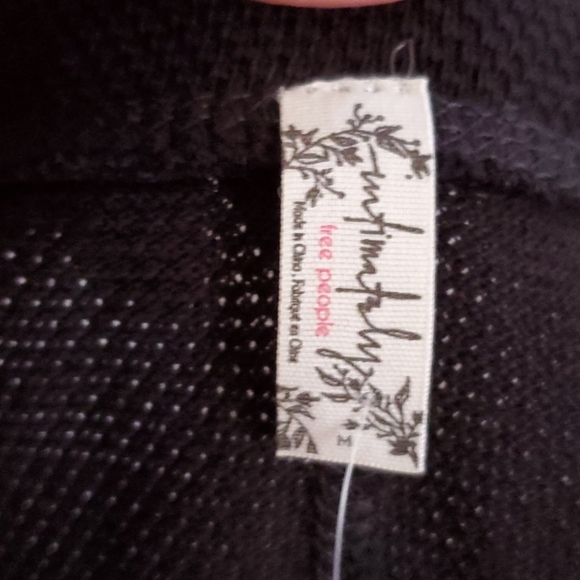 Intimately
free people
Made in China . Fabriqué en Chine
M